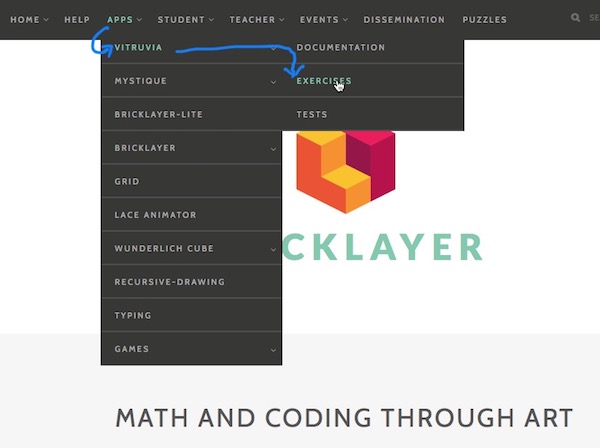 HOME HELP APPS STUDENT TEACHER EVENTS DISSEMINATION PUZZLES SE
VITRUVIA DOCUMENTATION
MYSTIQUE EXERCISES
BRICKLAYER-LITE TESTS
BRICKLAYER
GRID
LACE ANIMATOR
WUNDERLICH CUBE CKLAYER
RECURSIVE-DRAWING
TYPING
GAMES
MATH AND CODING THROUGH ART